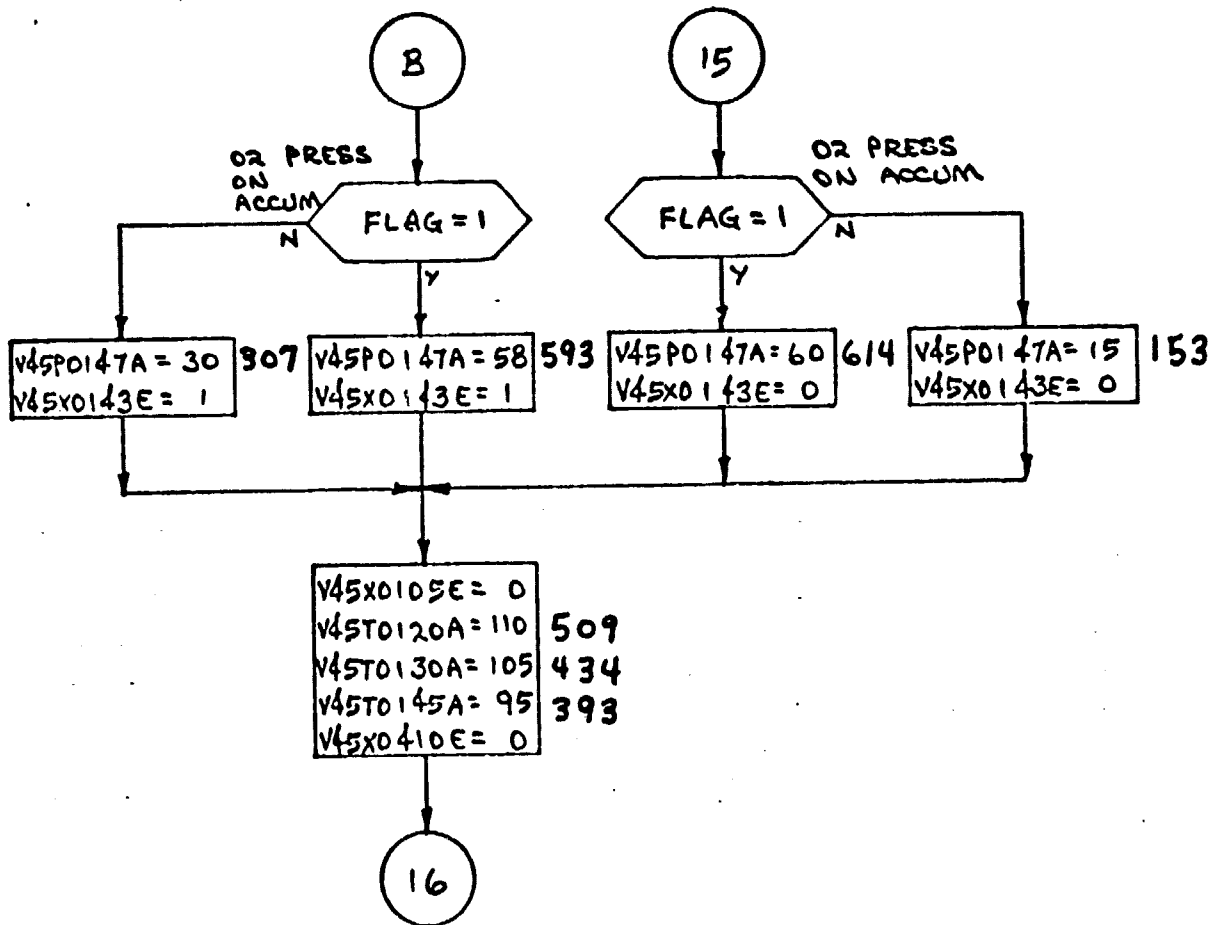 B
15
O2 PRESS
ON
ACCUM
FLAG = 1
N
Y
O2 PRESS
ON ACCUM
FLAG = 1
N
Y
V45P0147A = 30 307
V45X0143E = 1
V45P0147A = 58 593
V45X0143E = 1
V45P0147A = 60 614
V45X0143E = 0
V45P0147A = 15 153
V45X0143E = 0
V45X0105E = 0
V45T0120A = 110 509
V45T0130A = 105 434
V45T0145A = 95 393
V45X0410E = 0
16